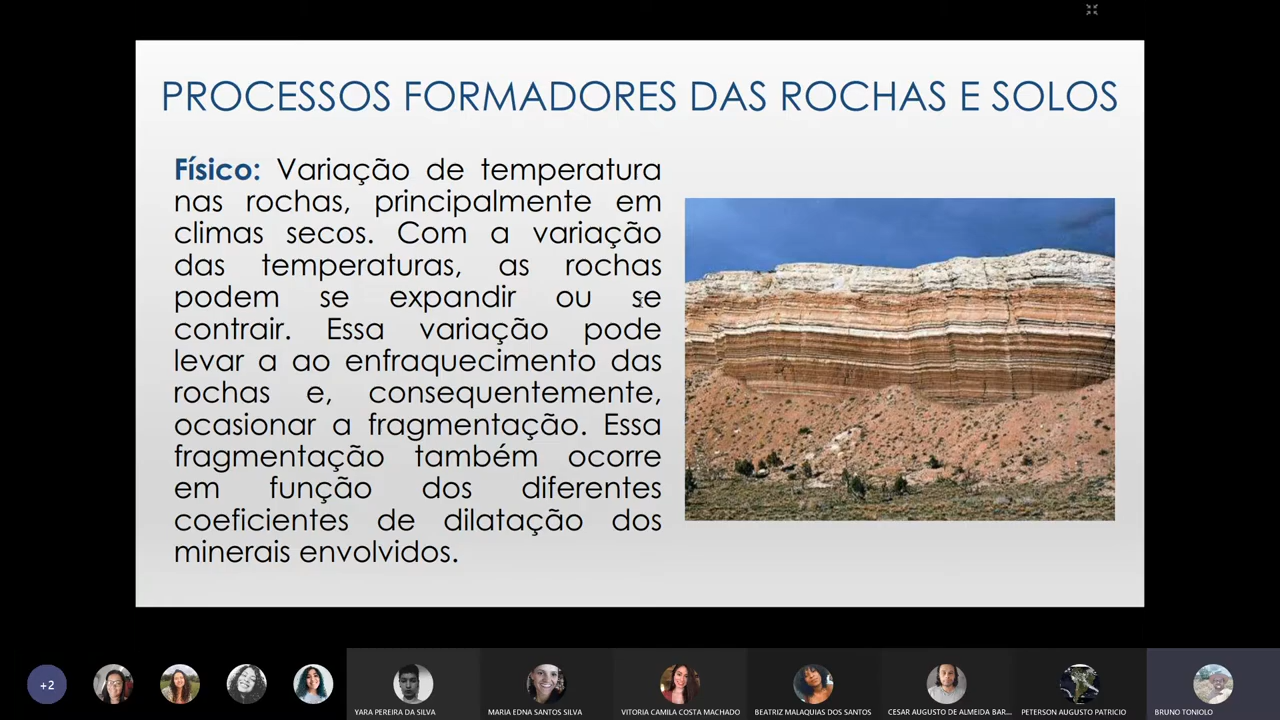 PROCESSOS FORMADORES DAS ROCHAS E SOLOS
Físico: Variação de temperatura
nas rochas, principalmente em
climas secos. Com a variação
das temperaturas, as rochas
podem se expandir ou se
contrair. Essa variação pode
levar a ao enfraquecimento das
rochas e, consequentemente,
ocasionar a fragmentação. Essa
fragmentação também ocorre
em função dos diferentes
coeficientes de dilatação dos
minerais envolvidos.
+2
YARA PEREIRA DA SILVA
MARIA EDNA SANTOS SILVA
VITORIA CAMILA COSTA MACHADO
BEATRIZ MALAQUIAS DOS SANTOS
CESAR AUGUSTO DE ALMEIDA BAR...
PETERSON AUGUSTO PATRICIO
BRUNO TONIOLO